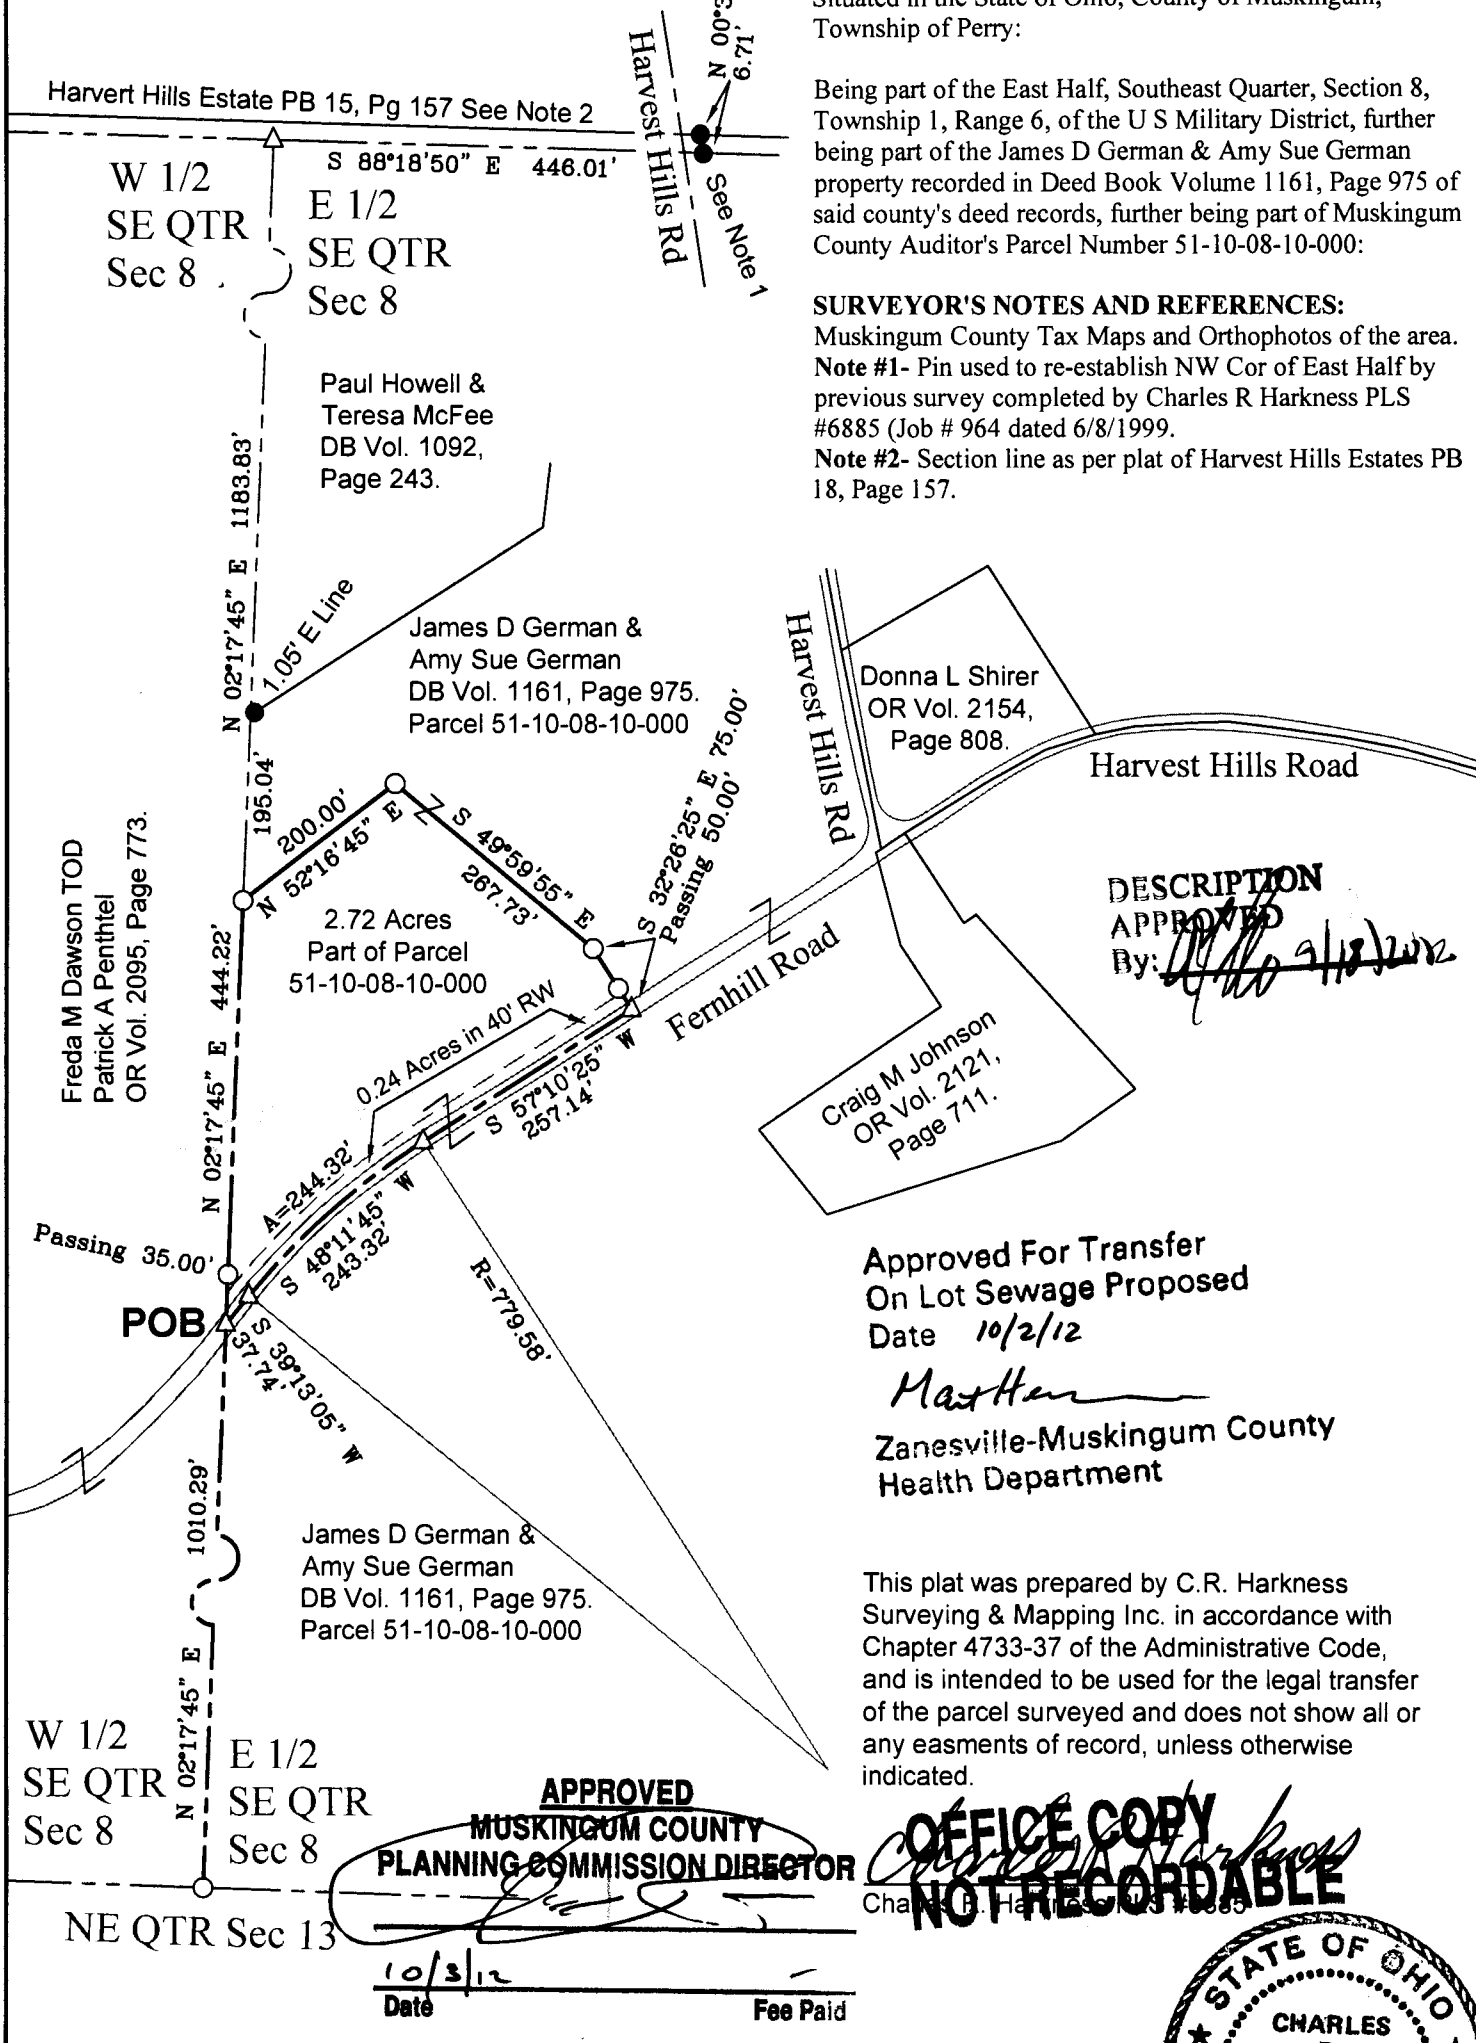 Situated in the State of Ohio, County of Muskingum,
Township of Perry:
Being part of the East Half, Southeast Quarter, Section 8,
Township 1, Range 6, of the U S Military District, further
being part of the James D German & Amy Sue German
property recorded in Deed Book Volume 1161, Page 975 of
said county's deed records, further being part of Muskingum
County Auditor's Parcel Number 51-10-08-10-000:
SURVEYOR'S NOTES AND REFERENCES:
Muskingum County Tax Maps and Orthophotos of the area.
Note #1- Pin used to re-establish NW Cor of East Half by
previous survey completed by Charles R Harkness PLS
#6885 (Job # 964 dated 6/8/1999.
Note #2- Section line as per plat of Harvest Hills Estates PB
18, Page 157.
Harvert Hills Estate PB 15, Pg 157 See Note 2
S 88°18'50" E 446.01'
6.71'
Harvest Hills Rd
See Note 1
W 1/2
SE QTR
Sec 8
E 1/2
SE QTR
Sec 8
Paul Howell &
Teresa McFee
DB Vol. 1092,
Page 243.
N 02°17'45" E 1183.83'
1.05' E Line
James D German &
Amy Sue German
DB Vol. 1161, Page 975.
Parcel 51-10-08-10-000
195.04'
200.00'
N 52°16'45" E
S 49°59'55" E
267.73'
S 32°26'25" E 75.00'
Passing 50.00'
Harvest Hills Rd
Donna L Shirer
OR Vol. 2154,
Page 808.
Harvest Hills Road
Freda M Dawson TOD
Patrick A Penthtel
OR Vol. 2095, Page 773.
N 02°17'45" E 444.22'
2.72 Acres
Part of Parcel
51-10-08-10-000
0.24 Acres in 40' RW
Fernhill Road
S 57°10'25" W
257.14'
A=244.32'
S 48°11'45" W
243.32'
R=779.58'
Craig M Johnson
OR Vol. 2121,
Page 711.
DESCRIPTION
APPROVED
By: 9/18/2012
Passing 35.00'
POB
S 39°13'05" W
37.74'
1010.29'
N 02°17'45" E
James D German &
Amy Sue German
DB Vol. 1161, Page 975.
Parcel 51-10-08-10-000
Approved For Transfer
On Lot Sewage Proposed
Date 10/2/12
Zanesville-Muskingum County
Health Department
This plat was prepared by C.R. Harkness
Surveying & Mapping Inc. in accordance with
Chapter 4733-37 of the Administrative Code,
and is intended to be used for the legal transfer
of the parcel surveyed and does not show all or
any easments of record, unless otherwise
indicated.
W 1/2
SE QTR
Sec 8
E 1/2
SE QTR
Sec 8
NE QTR Sec 13
APPROVED
MUSKINGUM COUNTY
PLANNING COMMISSION DIRECTOR
10/3/12
Date Fee Paid
Charles R Harkness
OFFICE COPY
NOT RECORDABLE
Charles R. Harkness PLS #6885
STATE OF OHIO
CHARLES